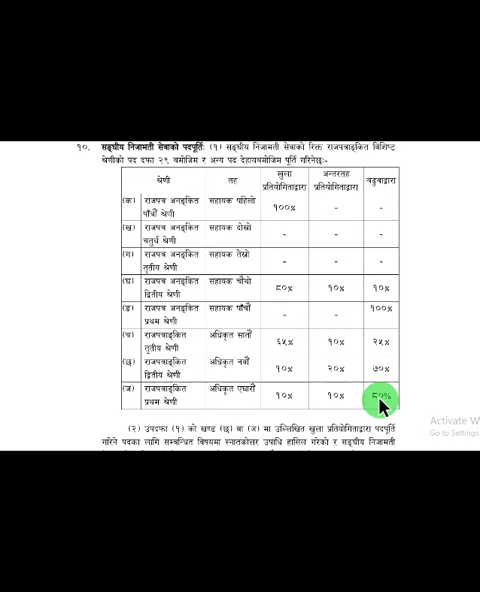 १०. सङ्घीय निजामती सेवाको पदपूर्तिः (१) सङ्घीय निजामती सेवाको रिक्त राजपत्राङ्कित विशिष्ट
श्रेणीको पद दफा २९ बमोजिम र अन्य पद देहायबमोजिम पूर्ति गरिनेछः-
श्रेणी तह खुला प्रतियोगिताद्वारा अन्तरतह प्रतियोगिताद्वारा बढुवाद्वारा
(क) राजपत्र अनङ्कित पाँचौं श्रेणी सहायक पहिलो १००% - -
(ख) राजपत्र अनङ्कित चतुर्थ श्रेणी सहायक दोस्रो - - -
(ग) राजपत्र अनङ्कित तृतीय श्रेणी सहायक तेस्रो - - -
(घ) राजपत्र अनङ्कित द्वितीय श्रेणी सहायक चौथो ८०% १०% १०%
(ङ) राजपत्र अनङ्कित प्रथम श्रेणी सहायक पाँचौं - - १००%
(च) राजपत्राङ्कित तृतीय श्रेणी अधिकृत सातौं ६५% १०% २५%
(छ) राजपत्राङ्कित द्वितीय श्रेणी अधिकृत नवौं १०% २०% ७०%
(ज) राजपत्राङ्कित प्रथम श्रेणी अधिकृत एघारौं १०% १०% ८०%
(२) उपदफा (१) को खण्ड (छ) वा (ज) मा उल्लिखित खुला प्रतियोगिताद्वारा पदपूर्ति
गरिने पदका लागि सम्बन्धित विषयमा स्नातकोत्तर उपाधि हासिल गरेको र सङ्घीय निजामती
Activate W
Go to Settings